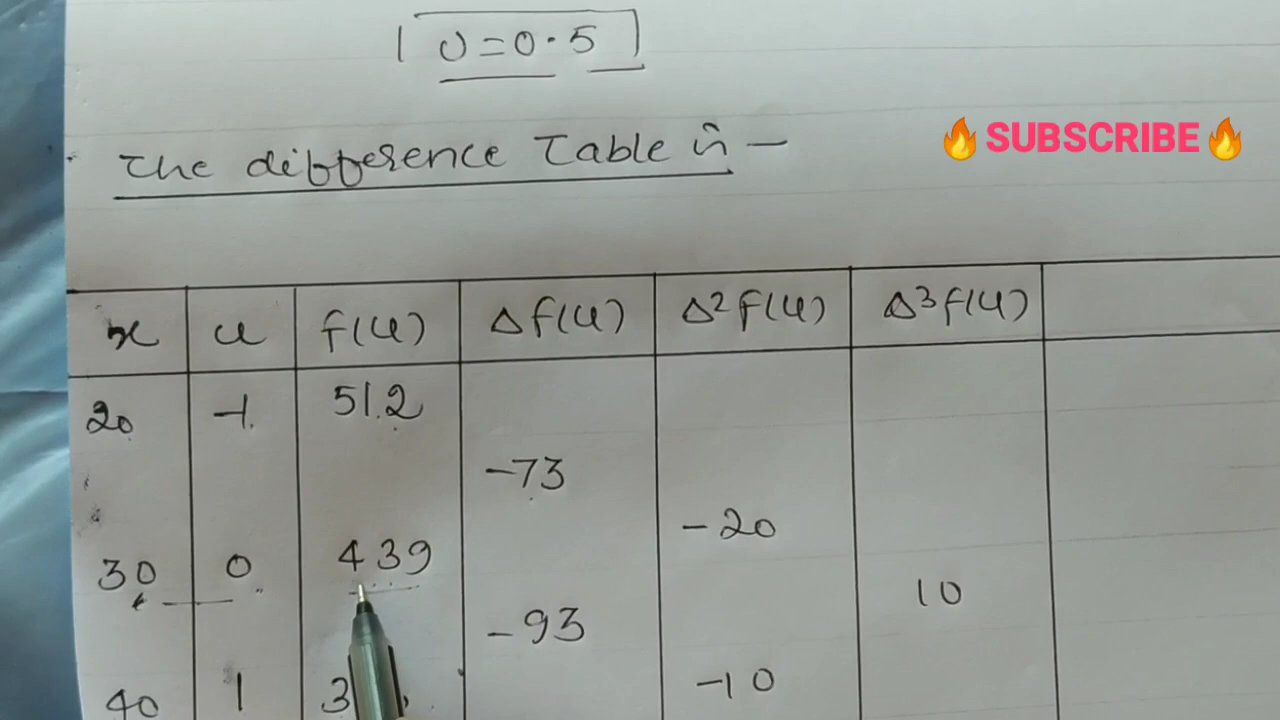 U=0.5
The difference Table is -
🔥SUBSCRIBE🔥
x u f(u) Δf(u) Δ²f(u) Δ³f(u)
20 -1 51.2
-73
-20
30 0 439
10
-93
-10
40 1 3